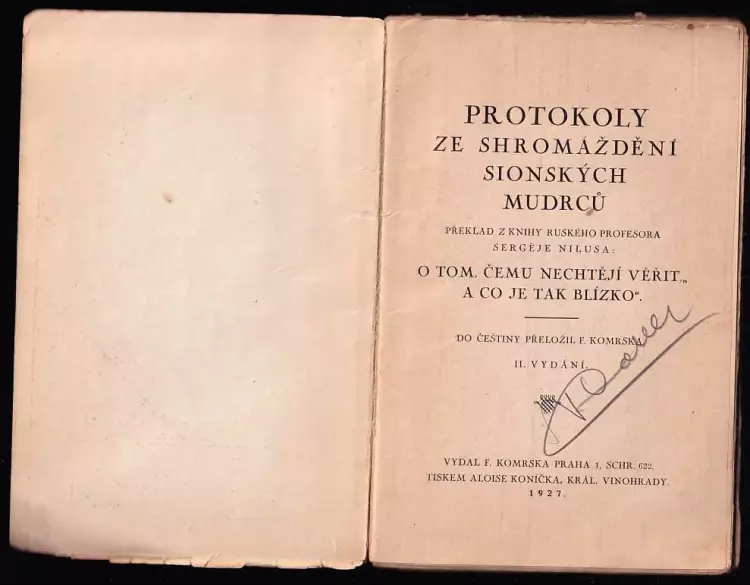 PROTOKOLY
ZE SHROMÁŽDĚNÍ
SIONSKÝCH
MUDRCŮ
PŘEKLAD Z KNIHY RUSKÉHO PROFESORA
SERGĚJE NILUSA:
O TOM, ČEMU NECHTĚJÍ VĚŘIT,„
A CO JE TAK BLÍZKO“.
DO ČEŠTINY PŘELOŽIL F. KOMRSKA
II. VYDÁNÍ.
VYDAL F. KOMRSKA PRAHA 1, SCHR. 622.
TISKEM ALOISE KONÍČKA, KRÁL. VINOHRADY.
1927.